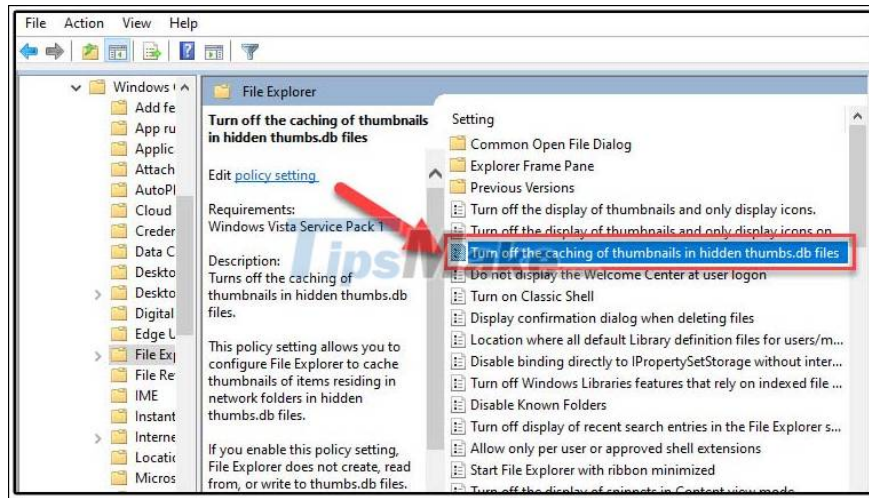 File Action View Help
Windows
Add fe
App ru
Applic
Attach
AutoPl
Cloud
Creder
Data C
Deskto
Deskto
Digital
Edge U
File Exp
File Re
IME
Instant
Interne
Locatio
Micros
File Explorer
Turn off the caching of thumbnails
in hidden thumbs.db files
Edit policy setting
Requirements:
Windows Vista Service Pack 1
Description:
Turns off the caching of
thumbnails in hidden thumbs.db
files.
This policy setting allows you to
configure File Explorer to cache
thumbnails of items residing in
network folders in hidden
thumbs.db files.
If you enable this policy setting,
File Explorer does not create, read
from, or write to thumbs.db files.
Setting
Common Open File Dialog
Explorer Frame Pane
Previous Versions
Turn off the display of thumbnails and only display icons.
Turn off the display of thumbnails and only display icons on
Turn off the caching of thumbnails in hidden thumbs.db files
Do not display the Welcome Center at user logon
Turn on Classic Shell
Display confirmation dialog when deleting files
Location where all default Library definition files for users/m...
Disable binding directly to IPropertySetStorage without inter...
Turn off Windows Libraries features that rely on indexed file ...
Disable Known Folders
Turn off display of recent search entries in the File Explorer s...
Allow only per user or approved shell extensions
Start File Explorer with ribbon minimized
Turn off the display of snippets in Content view mode
TipsMake